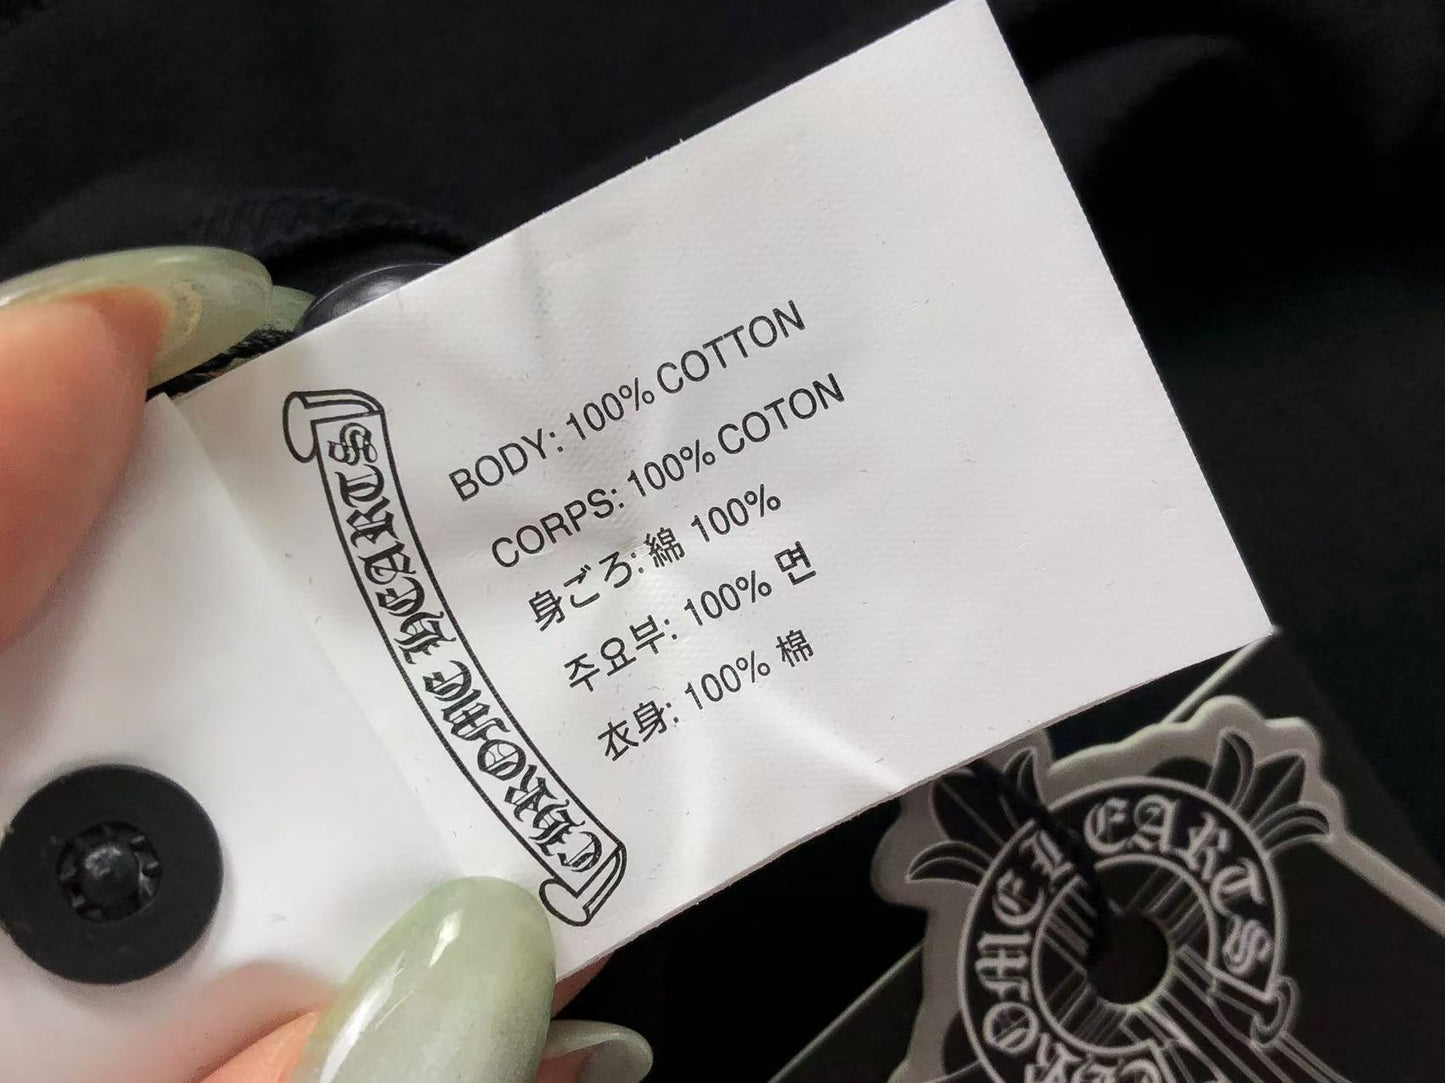 BODY: 100% COTTON
CORPS: 100% COTON
身ごろ: 綿 100%
주요부: 100% 면
衣身: 100% 棉
CHROME HEARTS